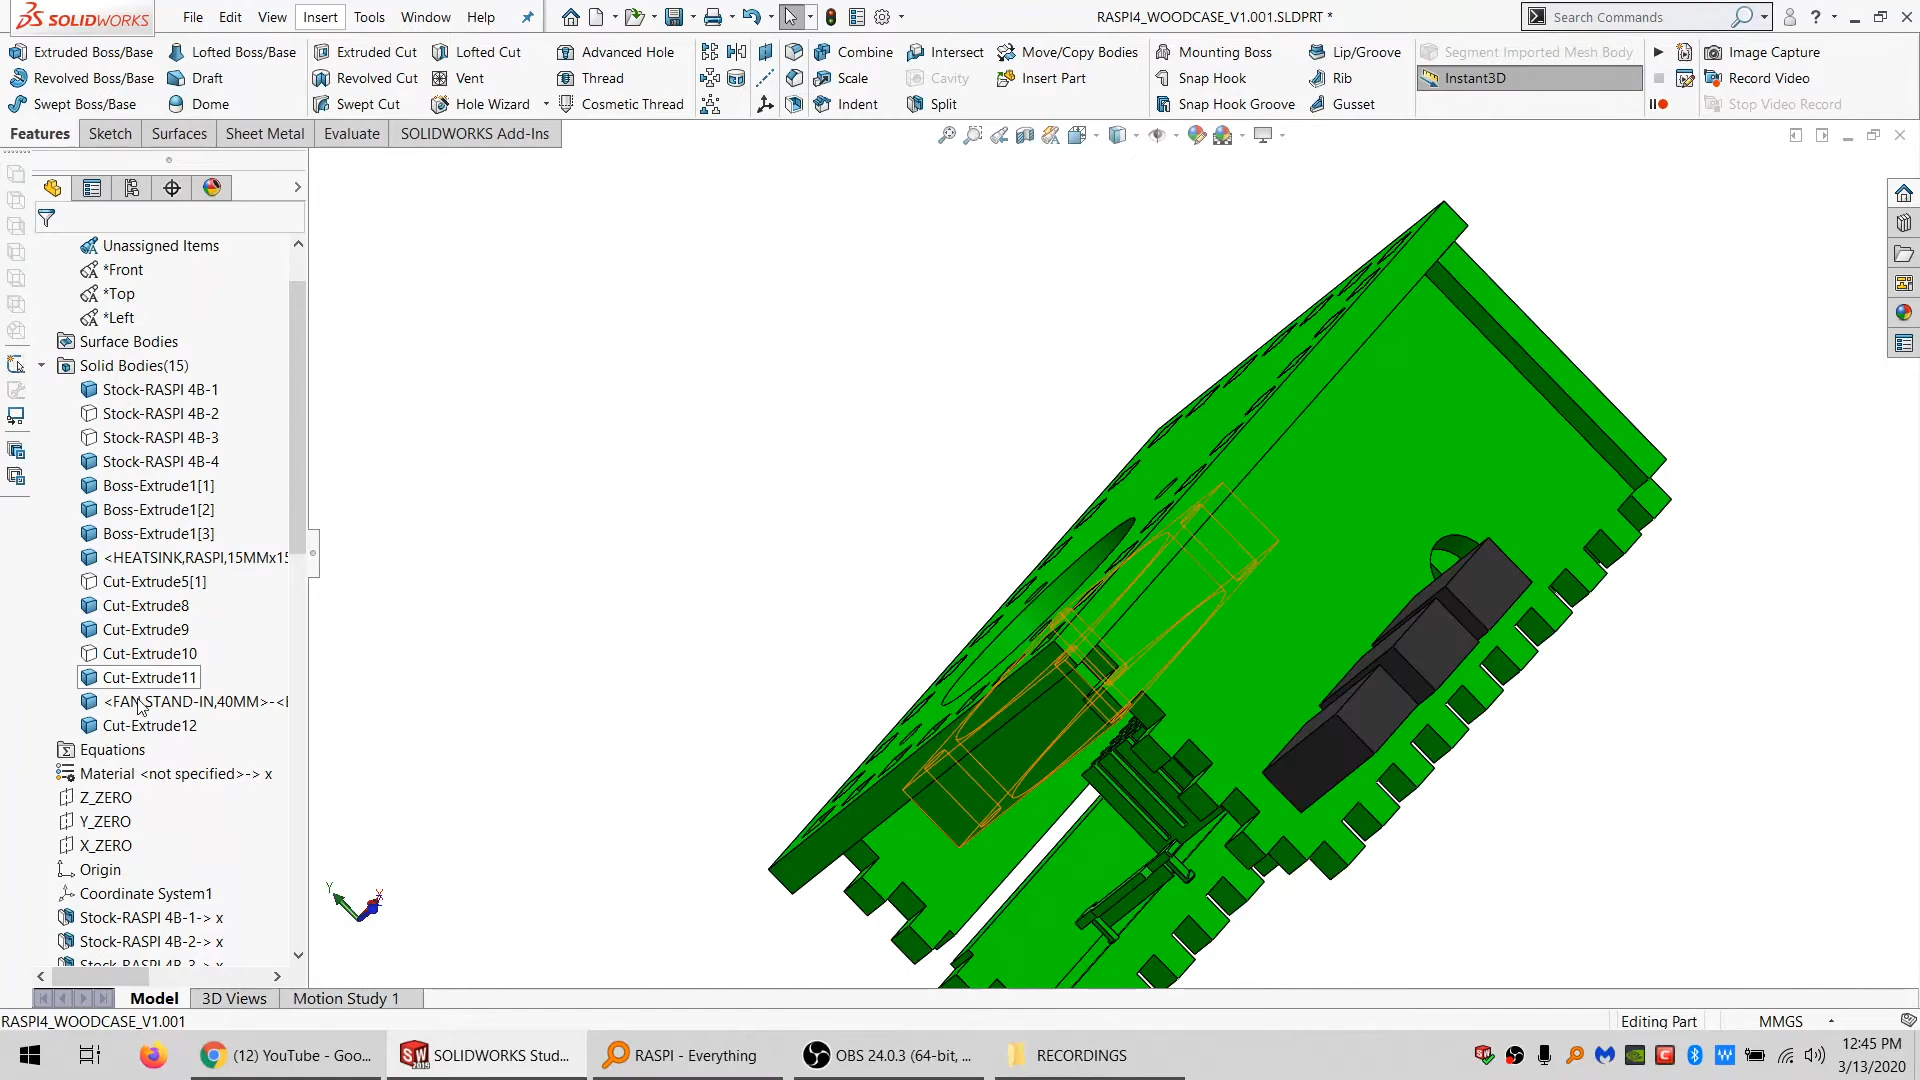 SOLIDWORKS
File Edit View Insert Tools Window Help
RASPI4_WOODCASE_V1.001.SLDPRT *
Search Commands
Extruded Boss/Base
Lofted Boss/Base
Extruded Cut
Lofted Cut
Advanced Hole
Combine
Intersect
Move/Copy Bodies
Mounting Boss
Lip/Groove
Segment Imported Mesh Body
Image Capture
Revolved Boss/Base
Draft
Revolved Cut
Vent
Thread
Scale
Cavity
Insert Part
Snap Hook
Rib
Instant3D
Record Video
Swept Boss/Base
Dome
Swept Cut
Hole Wizard
Cosmetic Thread
Indent
Split
Snap Hook Groove
Gusset
Stop Video Record
Features Sketch Surfaces Sheet Metal Evaluate SOLIDWORKS Add-Ins
Unassigned Items
*Front
*Top
*Left
Surface Bodies
Solid Bodies(15)
Stock-RASPI 4B-1
Stock-RASPI 4B-2
Stock-RASPI 4B-3
Stock-RASPI 4B-4
Boss-Extrude1[1]
Boss-Extrude1[2]
Boss-Extrude1[3]
<HEATSINK,RASPI,15MMx15
Cut-Extrude5[1]
Cut-Extrude8
Cut-Extrude9
Cut-Extrude10
Cut-Extrude11
<FAN STAND-IN,40MM>-<
Cut-Extrude12
Equations
Material <not specified>-> x
Z_ZERO
Y_ZERO
X_ZERO
Origin
Coordinate System1
Stock-RASPI 4B-1-> x
Stock-RASPI 4B-2-> x
Stock-RASPI 4B-3-> x
Y
X
Model 3D Views Motion Study 1
RASPI4_WOODCASE_V1.001
Editing Part
MMGS
(12) YouTube - Goo...
SOLIDWORKS Stud...
RASPI - Everything
OBS 24.0.3 (64-bit, ...
RECORDINGS
12:45 PM
3/13/2020